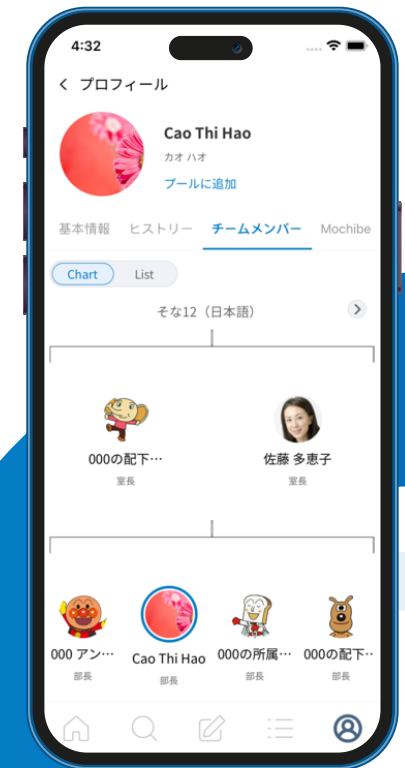 4:32
プロフィール
Cao Thi Hao
カオ ハオ
プールに追加
基本情報 ヒストリー チームメンバー Mochibe
Chart List
そな12（日本語）
000の配下… 佐藤 多恵子
室長 室長
000 アン… Cao Thi Hao 000の所属… 000の配下..
部長 部長 部長 部長